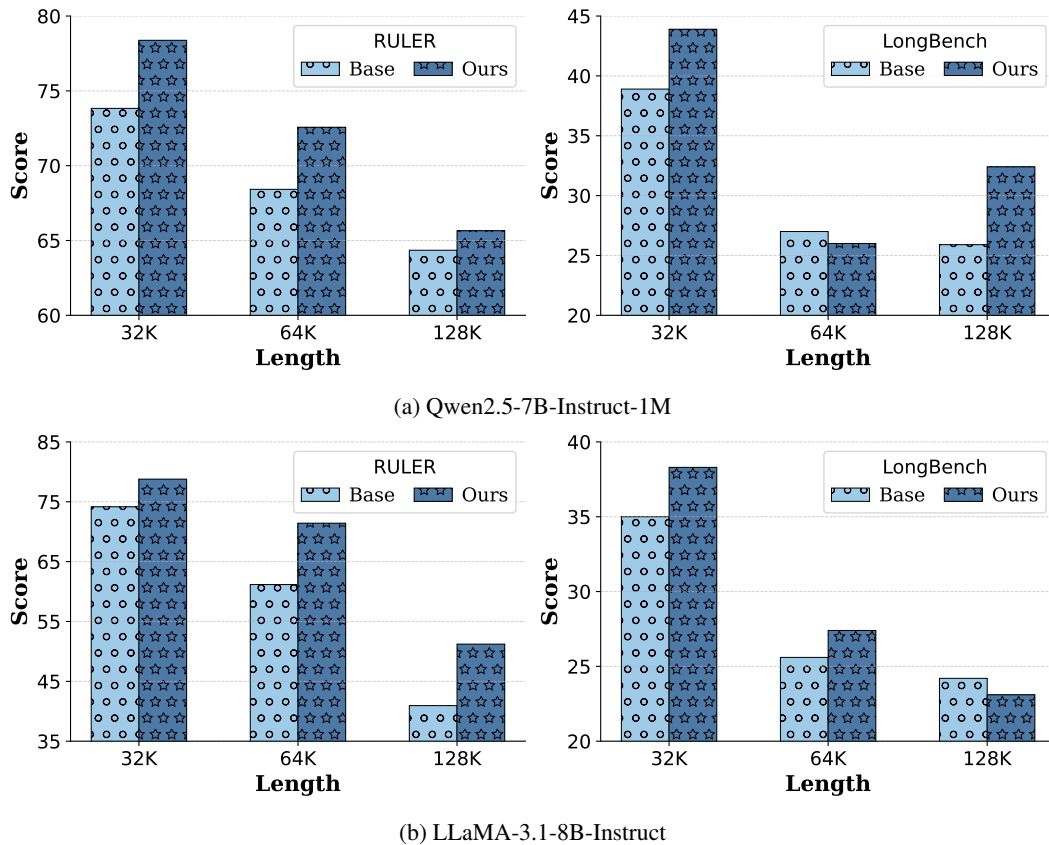 80
75
70
65
60
Score
RULER
Base Ours
32K 64K 128K
Length
45
40
35
30
25
20
Score
LongBench
Base Ours
32K 64K 128K
Length
(a) Qwen2.5-7B-Instruct-1M
85
75
65
55
45
35
Score
RULER
Base Ours
32K 64K 128K
Length
40
35
30
25
20
Score
LongBench
Base Ours
32K 64K 128K
Length
(b) LLaMA-3.1-8B-Instruct